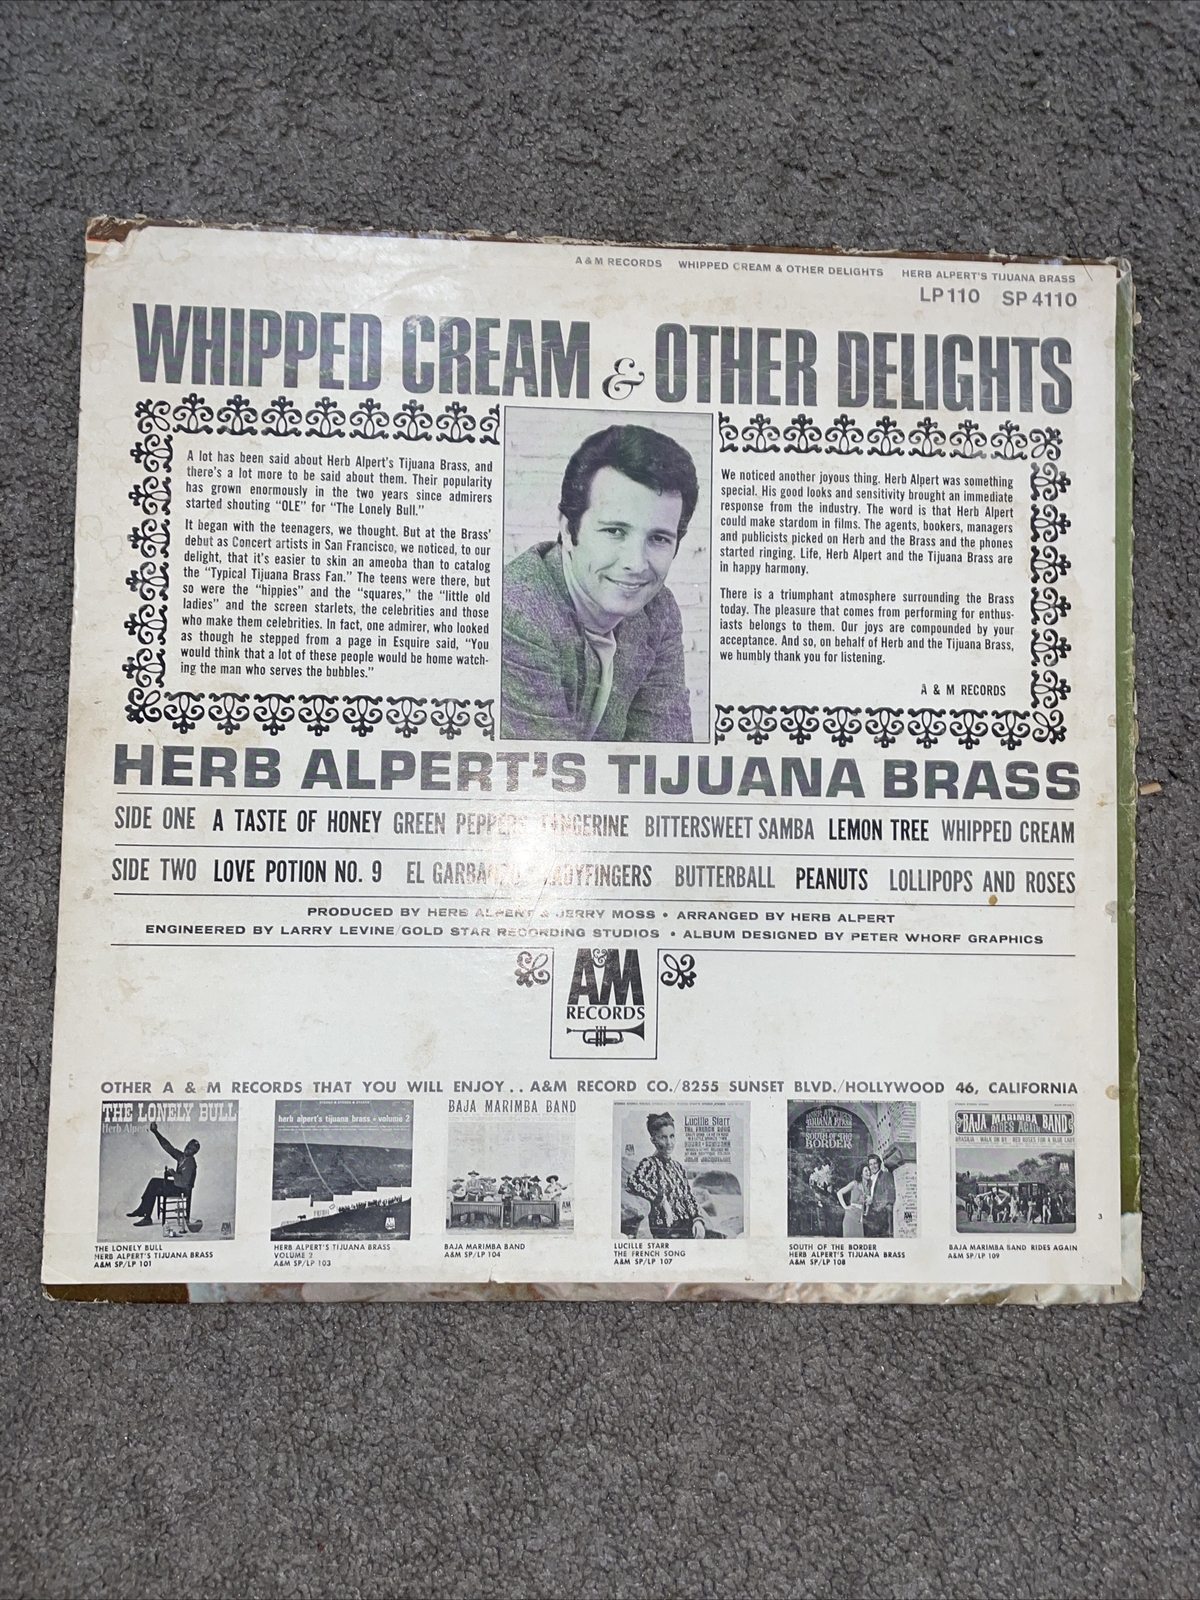 A & M RECORDS WHIPPED CREAM & OTHER DELIGHTS HERB ALPERT'S TIJUANA BRASS
LP 110 SP 4110
WHIPPED CREAM & OTHER DELIGHTS
A lot has been said about Herb Alpert's Tijuana Brass, and
there's a lot more to be said about them. Their popularity
has grown enormously in the two years since admirers
started shouting "OLE" for "The Lonely Bull."
It began with the teenagers, we thought. But at the Brass'
debut as Concert artists in San Francisco, we noticed, to our
delight, that it's easier to skin an ameoba than to catalog
the "Typical Tijuana Brass Fan." The teens were there, but
so were the "hippies" and the "squares," the "little old
ladies" and the screen starlets, the celebrities and those
who make them celebrities. In fact, one admirer, who looked
as though he stepped from a page in Esquire said, "You
would think that a lot of these people would be home watch-
ing the man who serves the bubbles."
We noticed another joyous thing. Herb Alpert was something
special. His good looks and sensitivity brought an immediate
response from the industry. The word is that Herb Alpert
could make stardom in films. The agents, bookers, managers
and publicists picked on Herb and the Brass and the phones
started ringing. Life, Herb Alpert and the Tijuana Brass are
in happy harmony.
There is a triumphant atmosphere surrounding the Brass
today. The pleasure that comes from performing for enthus-
iasts belongs to them. Our joys are compounded by your
acceptance. And so, on behalf of Herb and the Tijuana Brass,
we humbly thank you for listening.
A & M RECORDS
HERB ALPERT'S TIJUANA BRASS
SIDE ONE A TASTE OF HONEY GREEN PEPPERS TANGERINE BITTERSWEET SAMBA LEMON TREE WHIPPED CREAM
SIDE TWO LOVE POTION NO. 9 EL GARBANZO LADYFINGERS BUTTERBALL PEANUTS LOLLIPOPS AND ROSES
PRODUCED BY HERB ALPERT & JERRY MOSS • ARRANGED BY HERB ALPERT
ENGINEERED BY LARRY LEVINE/GOLD STAR RECORDING STUDIOS • ALBUM DESIGNED BY PETER WHORF GRAPHICS
A&M
RECORDS
OTHER A & M RECORDS THAT YOU WILL ENJOY . . A&M RECORD CO./8255 SUNSET BLVD./HOLLYWOOD 46, CALIFORNIA
THE LONELY BULL
Herb Alpert
herb alpert's tijuana brass • volume 2
BAJA MARIMBA BAND
Lucille Starr
THE FRENCH SONG
SOUTH OF THE
BORDER
BAJA MARIMBA BAND
RIDES AGAIN
3
THE LONELY BULL
HERB ALPERT'S TIJUANA BRASS
A&M SP/LP 101
HERB ALPERT'S TIJUANA BRASS
VOLUME 2
A&M SP/LP 103
BAJA MARIMBA BAND
A&M SP/LP 104
LUCILLE STARR
THE FRENCH SONG
A&M SP/LP 107
SOUTH OF THE BORDER
HERB ALPERT'S TIJUANA BRASS
A&M SP/LP 108
BAJA MARIMBA BAND RIDES AGAIN
A&M SP/LP 109